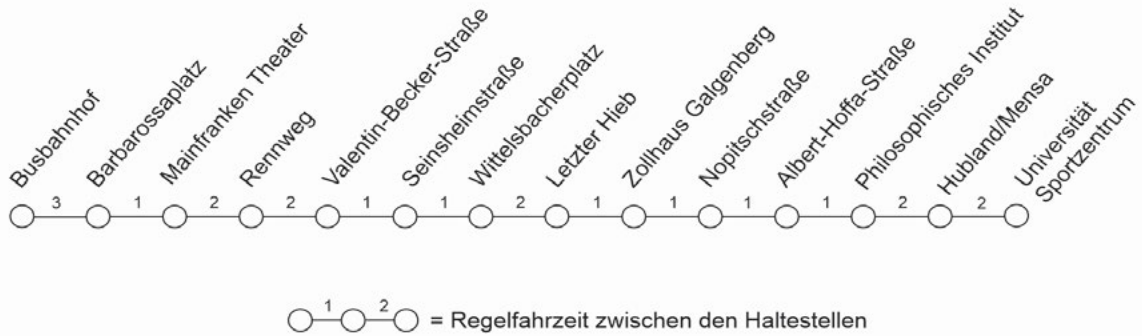 Busbahnhof
Barbarossaplatz
Mainfranken Theater
Rennweg
Valentin-Becker-Straße
Seinsheimstraße
Wittelsbacherplatz
Letzter Hieb
Zollhaus Galgenberg
Nopitschstraße
Albert-Hoffa-Straße
Philosophisches Institut
Hubland/Mensa
Universität
Sportzentrum
3 1 2 2 1 1 2 1 1 1 1 2 2
1 2 = Regelfahrzeit zwischen den Haltestellen